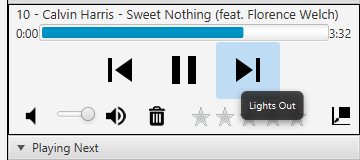 10 - Calvin Harris - Sweet Nothing (feat. Florence Welch)
0:00 3:32
Lights Out
Playing Next